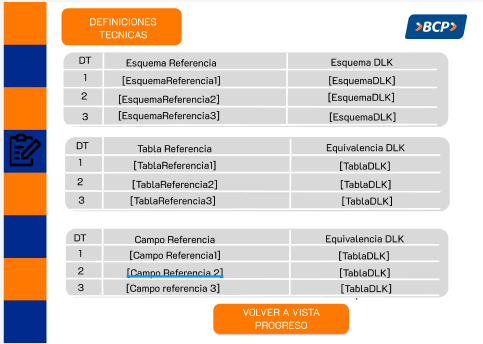 DEFINICIONES
TECNICAS
BCP
DT Esquema Referencia Esquema DLK
1 [EsquemaReferencia1] [EsquemaDLK]
2 [EsquemaReferencia2] [EsquemaDLK]
3 [EsquemaReferencia3] [EsquemaDLK]
DT Tabla Referencia Equivalencia DLK
1 [TablaReferencia1] [TablaDLK]
2 [TablaReferencia2] [TablaDLK]
3 [TablaReferencia3] [TablaDLK]
DT Campo Referencia Equivalencia DLK
1 [Campo Referencia1] [TablaDLK]
2 [Campo Referencia 2] [TablaDLK]
3 [Campo referencia 3] [TablaDLK]
VOLVER A VISTA
PROGRESO